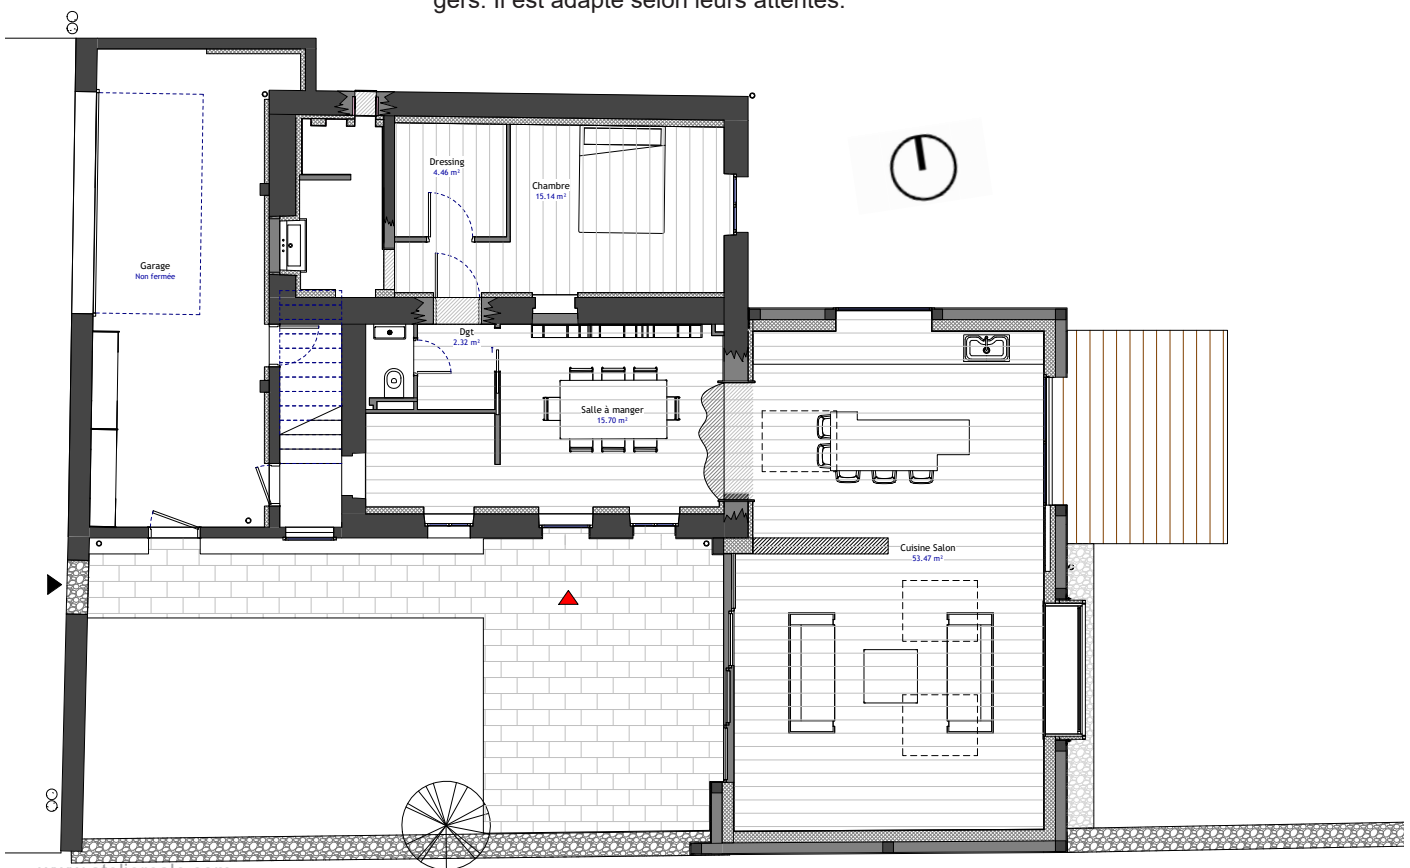 gers. Il est adapté selon leurs attentes.
Dressing
4.46 m²
Chambre
15.14 m²
Garage
Non fermée
Dgt
2.32 m²
Salle à manger
15.70 m²
Cuisine Salon
53.47 m²